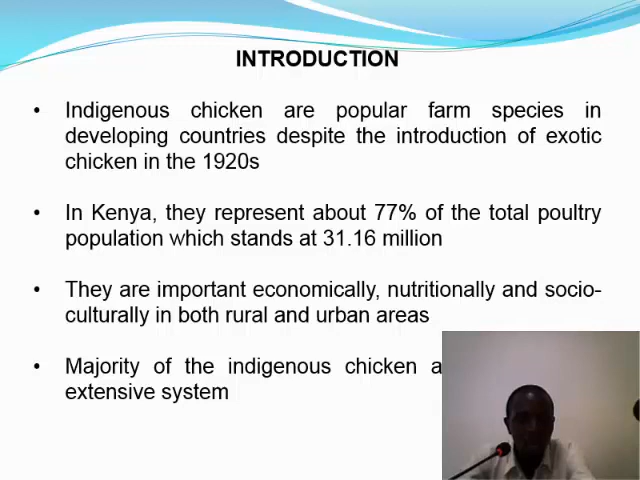 INTRODUCTION
• Indigenous chicken are popular farm species in
developing countries despite the introduction of exotic
chicken in the 1920s
• In Kenya, they represent about 77% of the total poultry
population which stands at 31.16 million
• They are important economically, nutritionally and socio-
culturally in both rural and urban areas
• Majority of the indigenous chicken a
extensive system